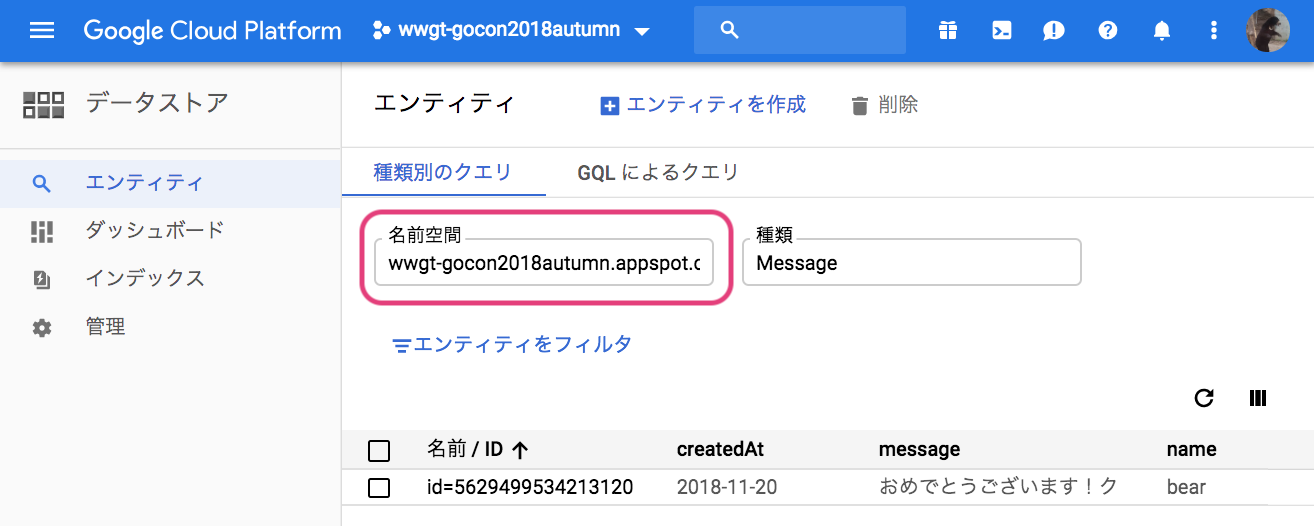 Google Cloud Platform wwgt-gocon2018autumn
データストア
エンティティ
ダッシュボード
インデックス
管理
エンティティ エンティティを作成 削除
種類別のクエリ GQL によるクエリ
名前空間 種類
wwgt-gocon2018autumn.appspot.c Message
エンティティをフィルタ
名前 / ID createdAt message name
id=5629499534213120 2018-11-20 おめでとうございます！ク bear